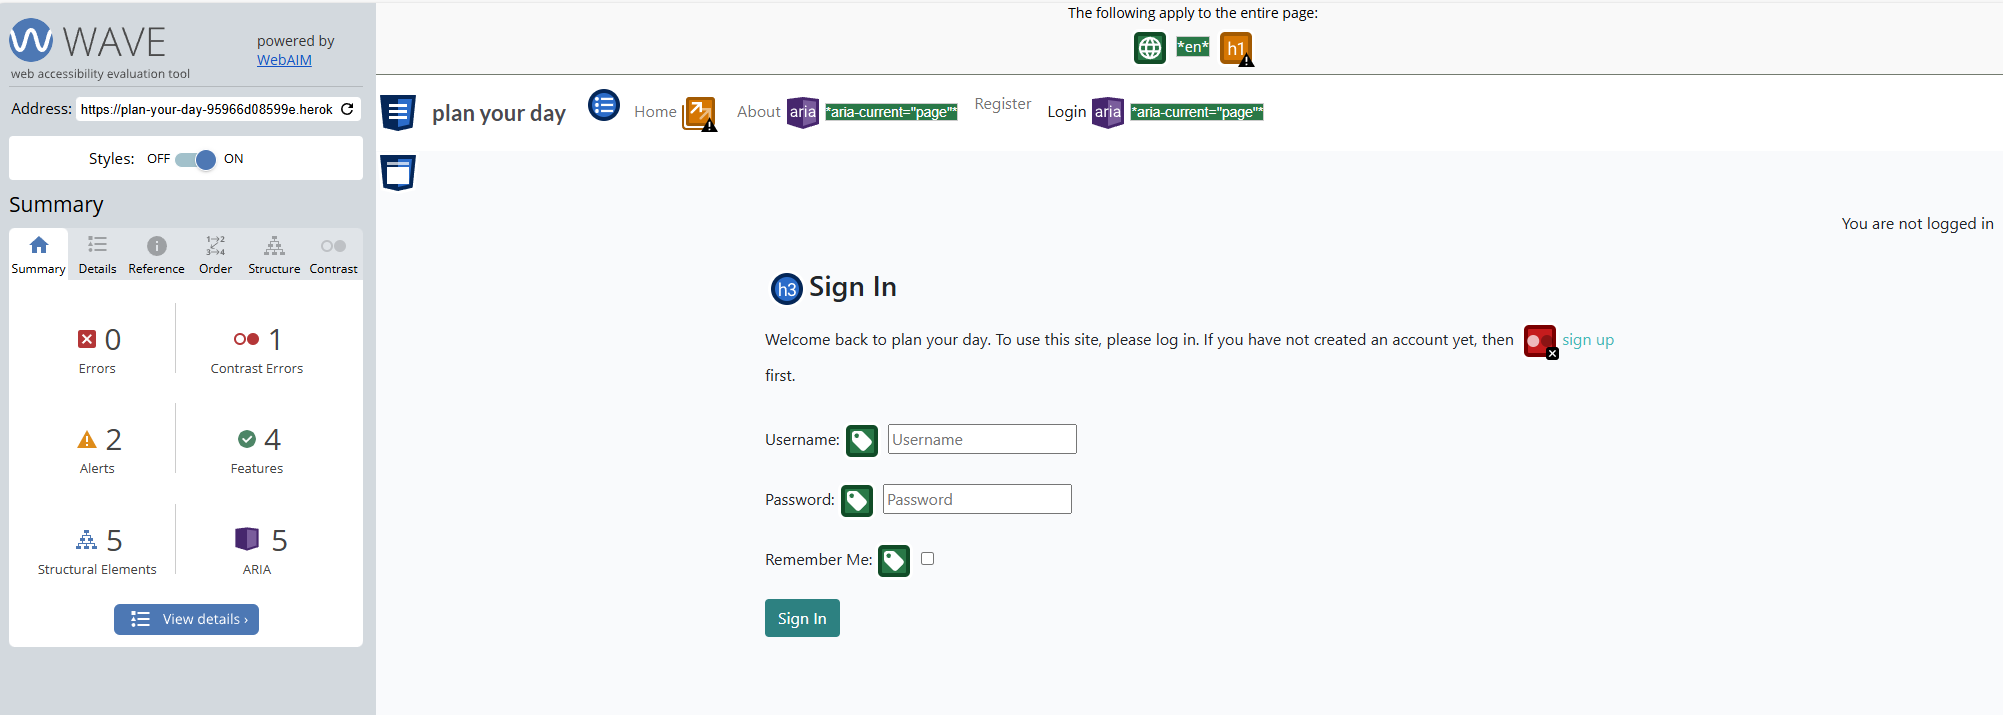 WAVE
powered by
WebAIM
web accessibility evaluation tool
Address: https://plan-your-day-95966d08599e.herok
Styles: OFF ON
Summary
Summary Details Reference Order Structure Contrast
0
Errors
1
Contrast Errors
2
Alerts
4
Features
5
Structural Elements
5
ARIA
View details ›
The following apply to the entire page:
*en* h1
plan your day Home About aria *aria-current="page"* Register Login aria *aria-current="page"*
You are not logged in
h3 Sign In
Welcome back to plan your day. To use this site, please log in. If you have not created an account yet, then sign up
first.
Username: Username
Password: Password
Remember Me:
Sign In